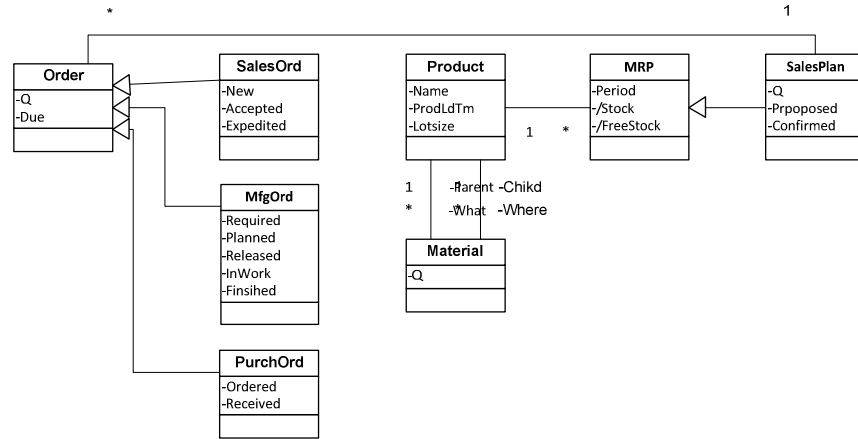 * 1
Order
-Q
-Due
SalesOrd
-New
-Accepted
-Expedited
MfgOrd
-Required
-Planned
-Released
-InWork
-Finsihed
PurchOrd
-Ordered
-Received
Product
-Name
-ProdLdTm
-Lotsize
1 *
MRP
-Period
-/Stock
-/FreeStock
SalesPlan
-Q
-Prpoposed
-Confirmed
1 1 -Parent -Chikd
* * -What -Where
Material
-Q